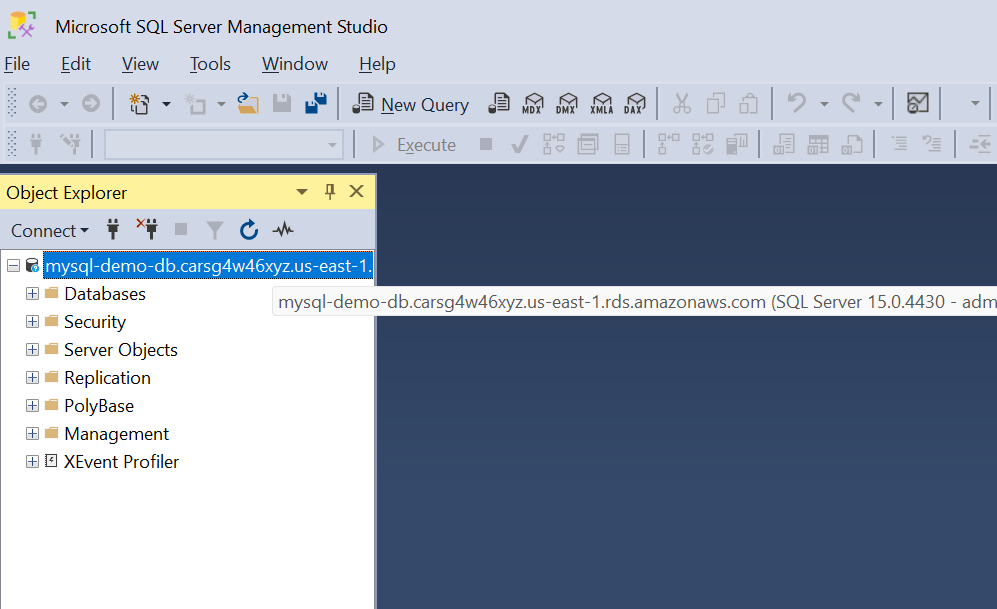 Microsoft SQL Server Management Studio
File Edit View Tools Window Help
New Query MDX DMX XMLA DAX
Execute
Object Explorer
Connect
mysql-demo-db.carsg4w46xyz.us-east-1.
Databases
mysql-demo-db.carsg4w46xyz.us-east-1.rds.amazonaws.com (SQL Server 15.0.4430 - adm
Security
Server Objects
Replication
PolyBase
Management
XEvent Profiler